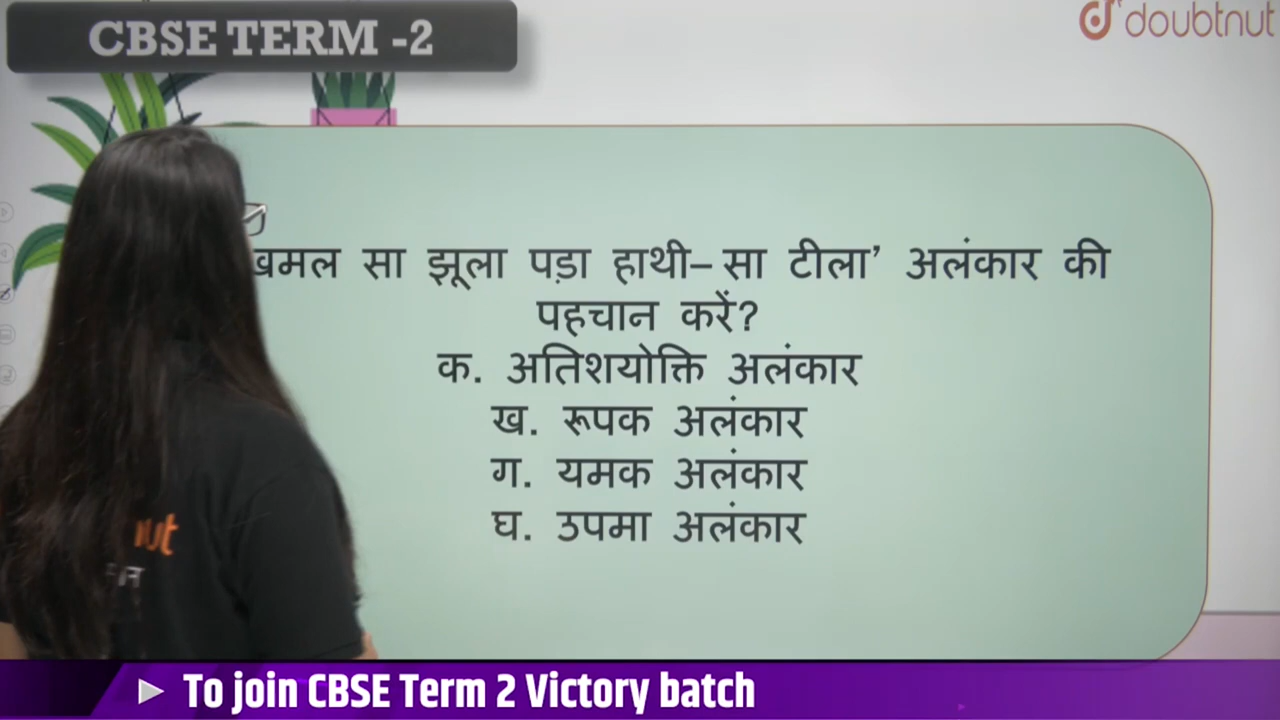 CBSE TERM -2
doubtnut
सा झूला पड़ा हाथी– सा टीला’ अलंकार की
पहचान करें?
क. अतिशयोक्ति अलंकार
ख. रूपक अलंकार
ग. यमक अलंकार
घ. उपमा अलंकार
To join CBSE Term 2 Victory batch